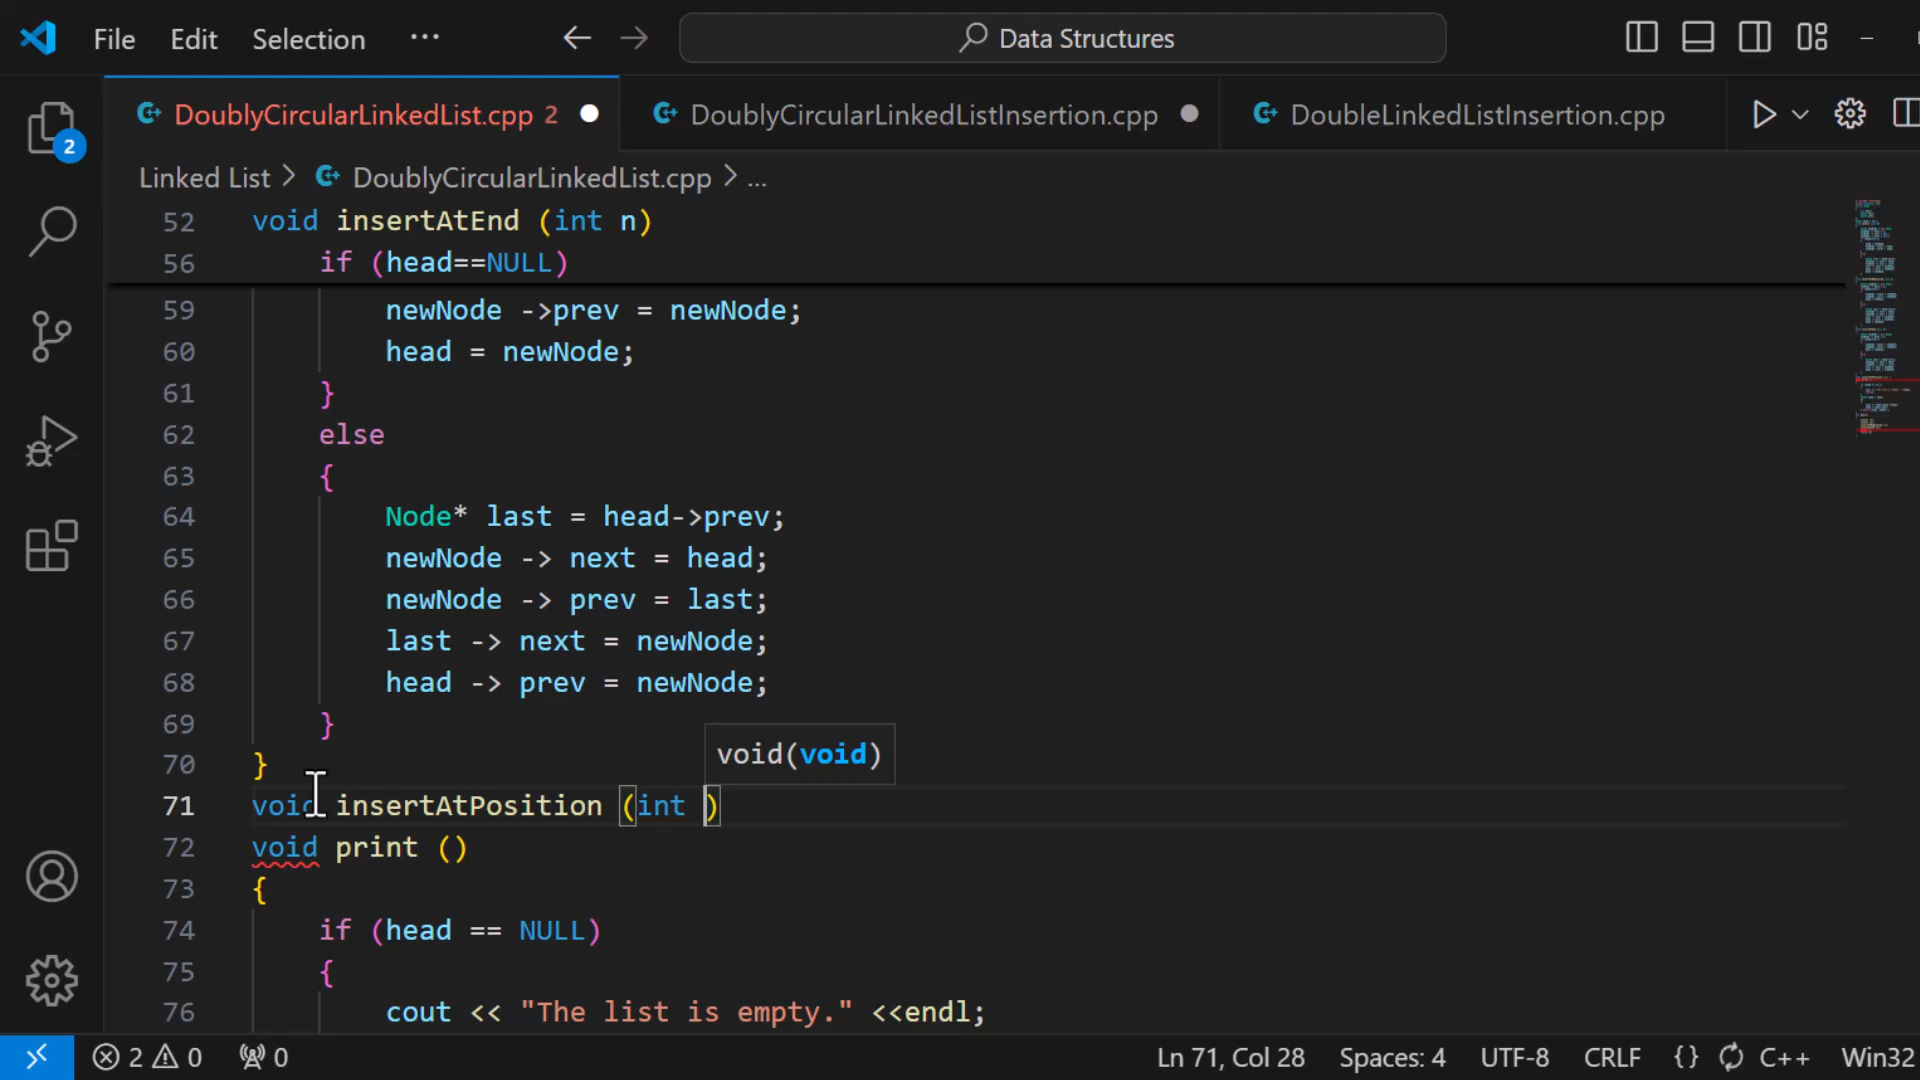 File Edit Selection ··· Data Structures
DoublyCircularLinkedList.cpp 2 DoublyCircularLinkedListInsertion.cpp DoubleLinkedListInsertion.cpp
2
Linked List > DoublyCircularLinkedList.cpp > ...
52 void insertAtEnd (int n)
56 if (head==NULL)
59 newNode ->prev = newNode;
60 head = newNode;
61 }
62 else
63 {
64 Node* last = head->prev;
65 newNode -> next = head;
66 newNode -> prev = last;
67 last -> next = newNode;
68 head -> prev = newNode;
69 }
70 }
void(void)
71 void insertAtPosition (int )
72 void print ()
73 {
74 if (head == NULL)
75 {
76 cout << "The list is empty." <<endl;
2 0 0 Ln 71, Col 28 Spaces: 4 UTF-8 CRLF {} C++ Win32